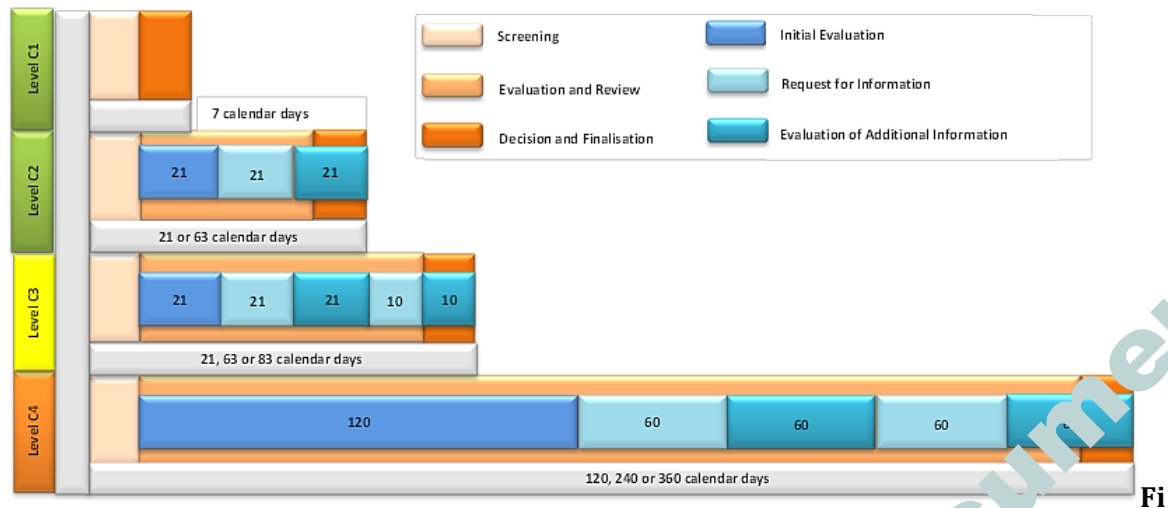 Level C1
Screening
Initial Evaluation
Evaluation and Review
Request for Information
Decision and Finalisation
Evaluation of Additional Information
7 calendar days
Level C2
21 21 21
21 or 63 calendar days
Level C3
21 21 21 10 10
21, 63 or 83 calendar days
Level C4
120 60 60 60
120, 240 or 360 calendar days
Fi